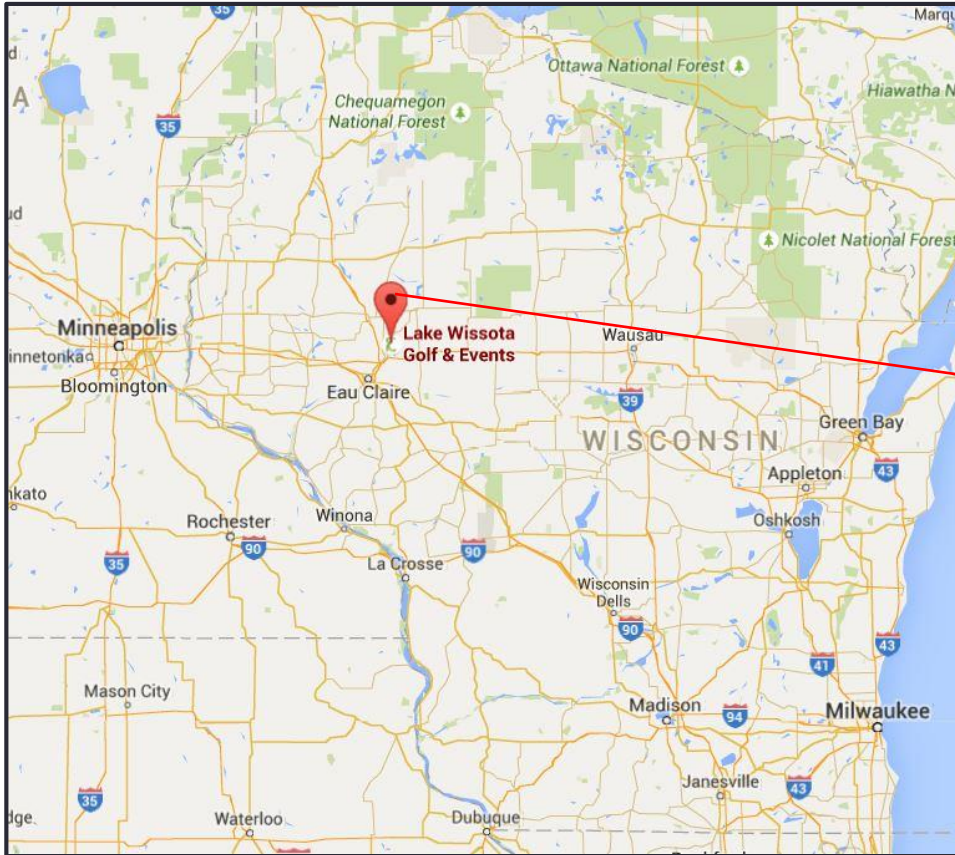 35
Marqu
d
Ottawa National Forest
A
Hiawatha N
Chequamegon
National Forest
35
ud
Nicolet National Forest
Minneapolis
Lake Wissota
Golf & Events
Wausau
innetonka
Bloomington
Eau Claire
39
Green Bay
WISCONSIN
43
Appleton
nkato
Rochester
Winona
Oshkosh
90
90
35
La Crosse
Wisconsin
Dells
90
43
41
Mason City
Madison
94
Milwaukee
Janesville
43
35
dge
Waterloo
Dubuque